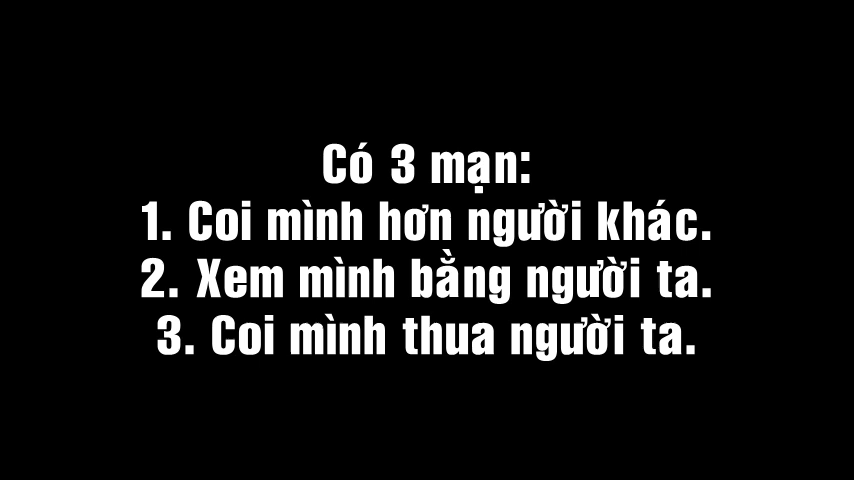 Có 3 mạn:
1. Coi mình hơn người khác.
2. Xem mình bằng người ta.
3. Coi mình thua người ta.